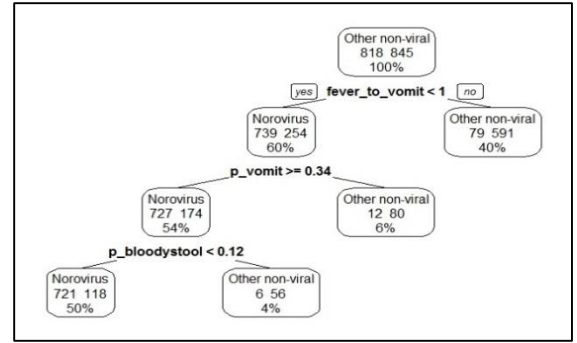 Other non-viral
818 845
100%
yes fever_to_vomit < 1 no
Norovirus
739 254
60%
Other non-viral
79 591
40%
p_vomit >= 0.34
Norovirus
727 174
54%
Other non-viral
12 80
6%
p_bloodystool < 0.12
Norovirus
721 118
50%
Other non-viral
6 56
4%